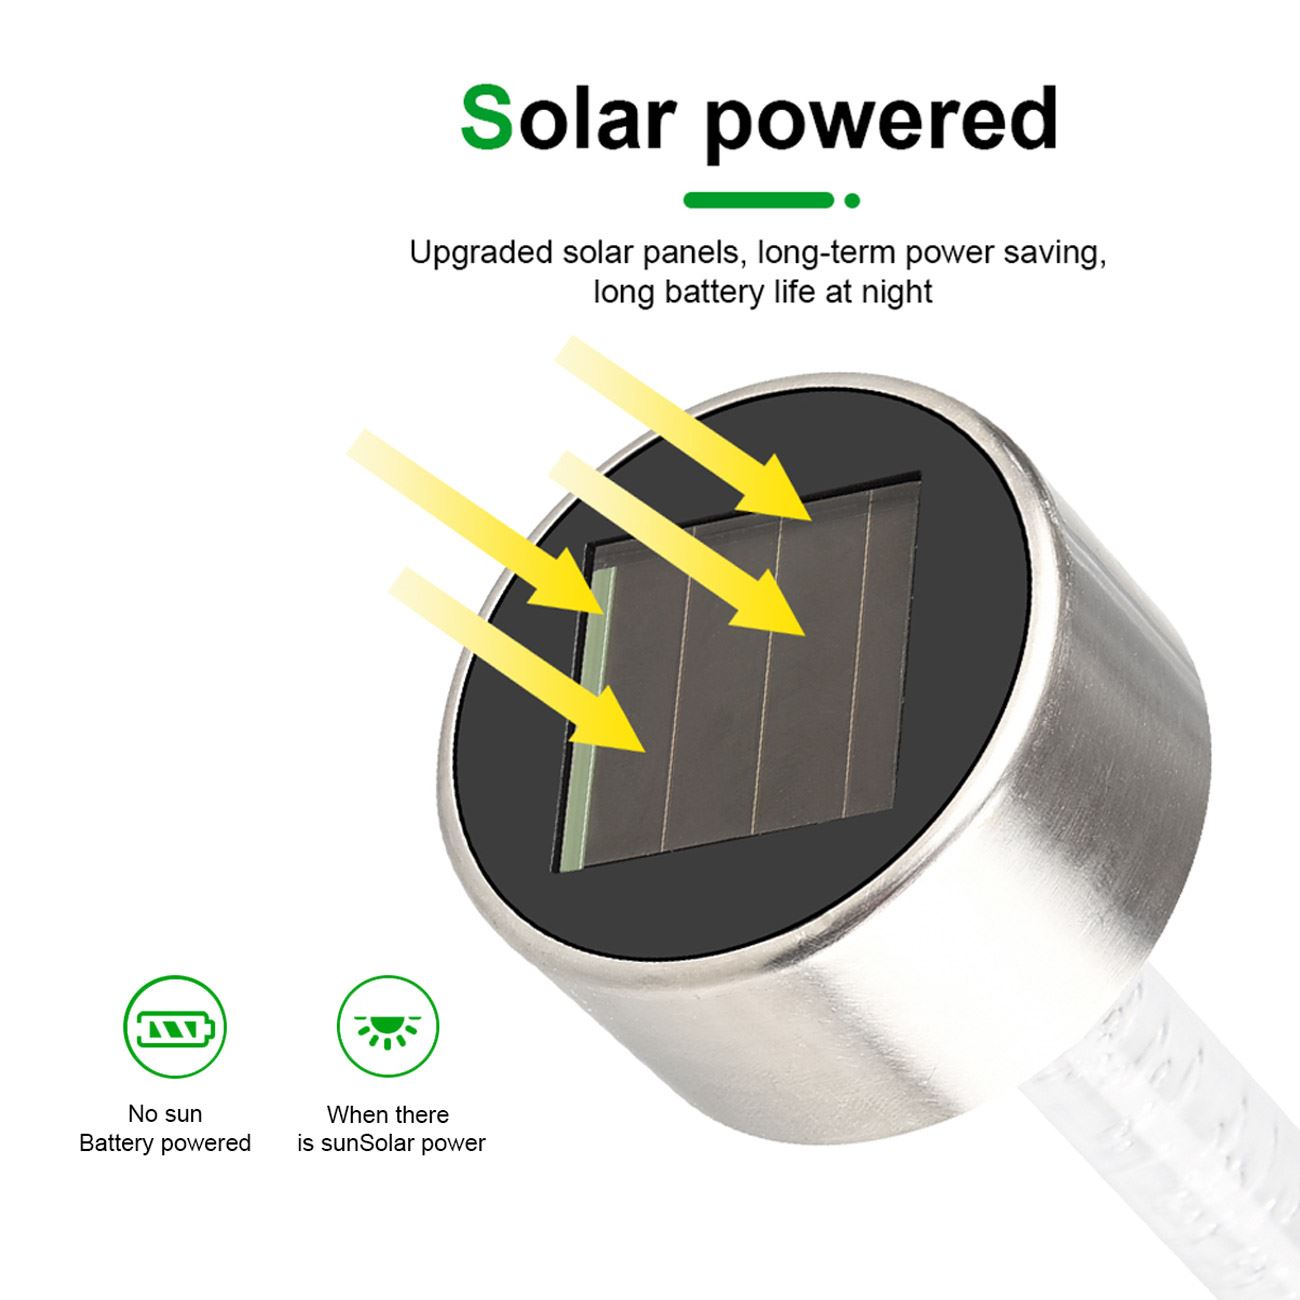 Solar powered
Upgraded solar panels, long-term power saving,
long battery life at night
No sun
Battery powered
When there
is sunSolar power